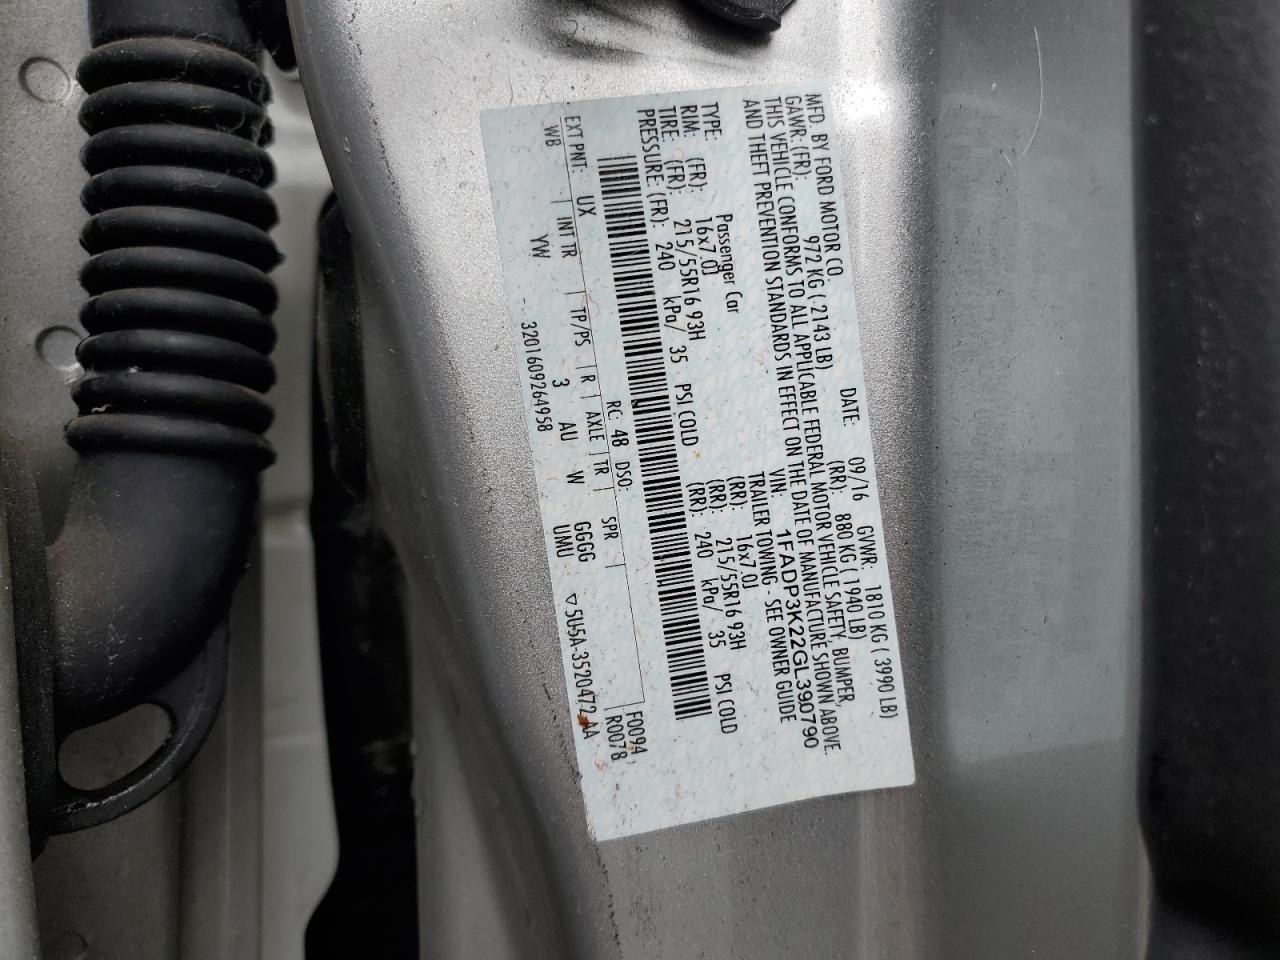 MFD. BY FORD MOTOR CO.
DATE: 09/16 GVWR: 1810 KG ( 3990 LB)
GAWR: (FR): 972 KG ( 2143 LB) (RR): 880 KG ( 1940 LB)
THIS VEHICLE CONFORMS TO ALL APPLICABLE FEDERAL MOTOR VEHICLE SAFETY, BUMPER,
AND THEFT PREVENTION STANDARDS IN EFFECT ON THE DATE OF MANUFACTURE SHOWN ABOVE.
VIN: 1FADP3K22GL390790
TYPE: Passenger Car TRAILER TOWING - SEE OWNER GUIDE
RIM: (FR): 16x7.0J (RR): 16x7.0J
TIRE: (FR): 215/55R16 93H (RR): 215/55R16 93H
PRESSURE: (FR): 240 kPa/ 35 PSI COLD (RR): 240 kPa/ 35 PSI COLD
RC: 48 DSO: F0094
EXT PNT: UX R0078
WB INT TR TP/PS R AXLE TR SPR
YW 3 AU W GGGG
UMU
320160926495​8 ▽5U5A-3520472-AA